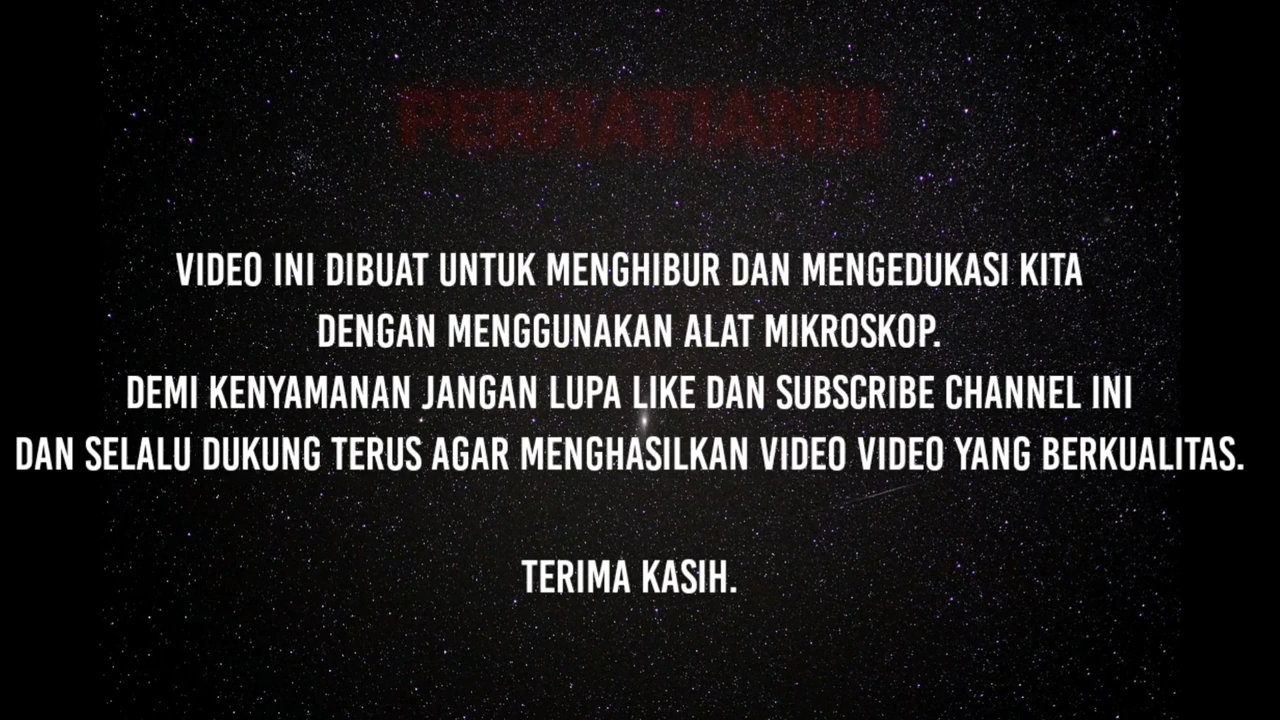 PERHATIAN!!!
VIDEO INI DIBUAT UNTUK MENGHIBUR DAN MENGEDUKASI KITA
DENGAN MENGGUNAKAN ALAT MIKROSKOP.
DEMI KENYAMANAN JANGAN LUPA LIKE DAN SUBSCRIBE CHANNEL INI
DAN SELALU DUKUNG TERUS AGAR MENGHASILKAN VIDEO VIDEO YANG BERKUALITAS.
TERIMA KASIH.